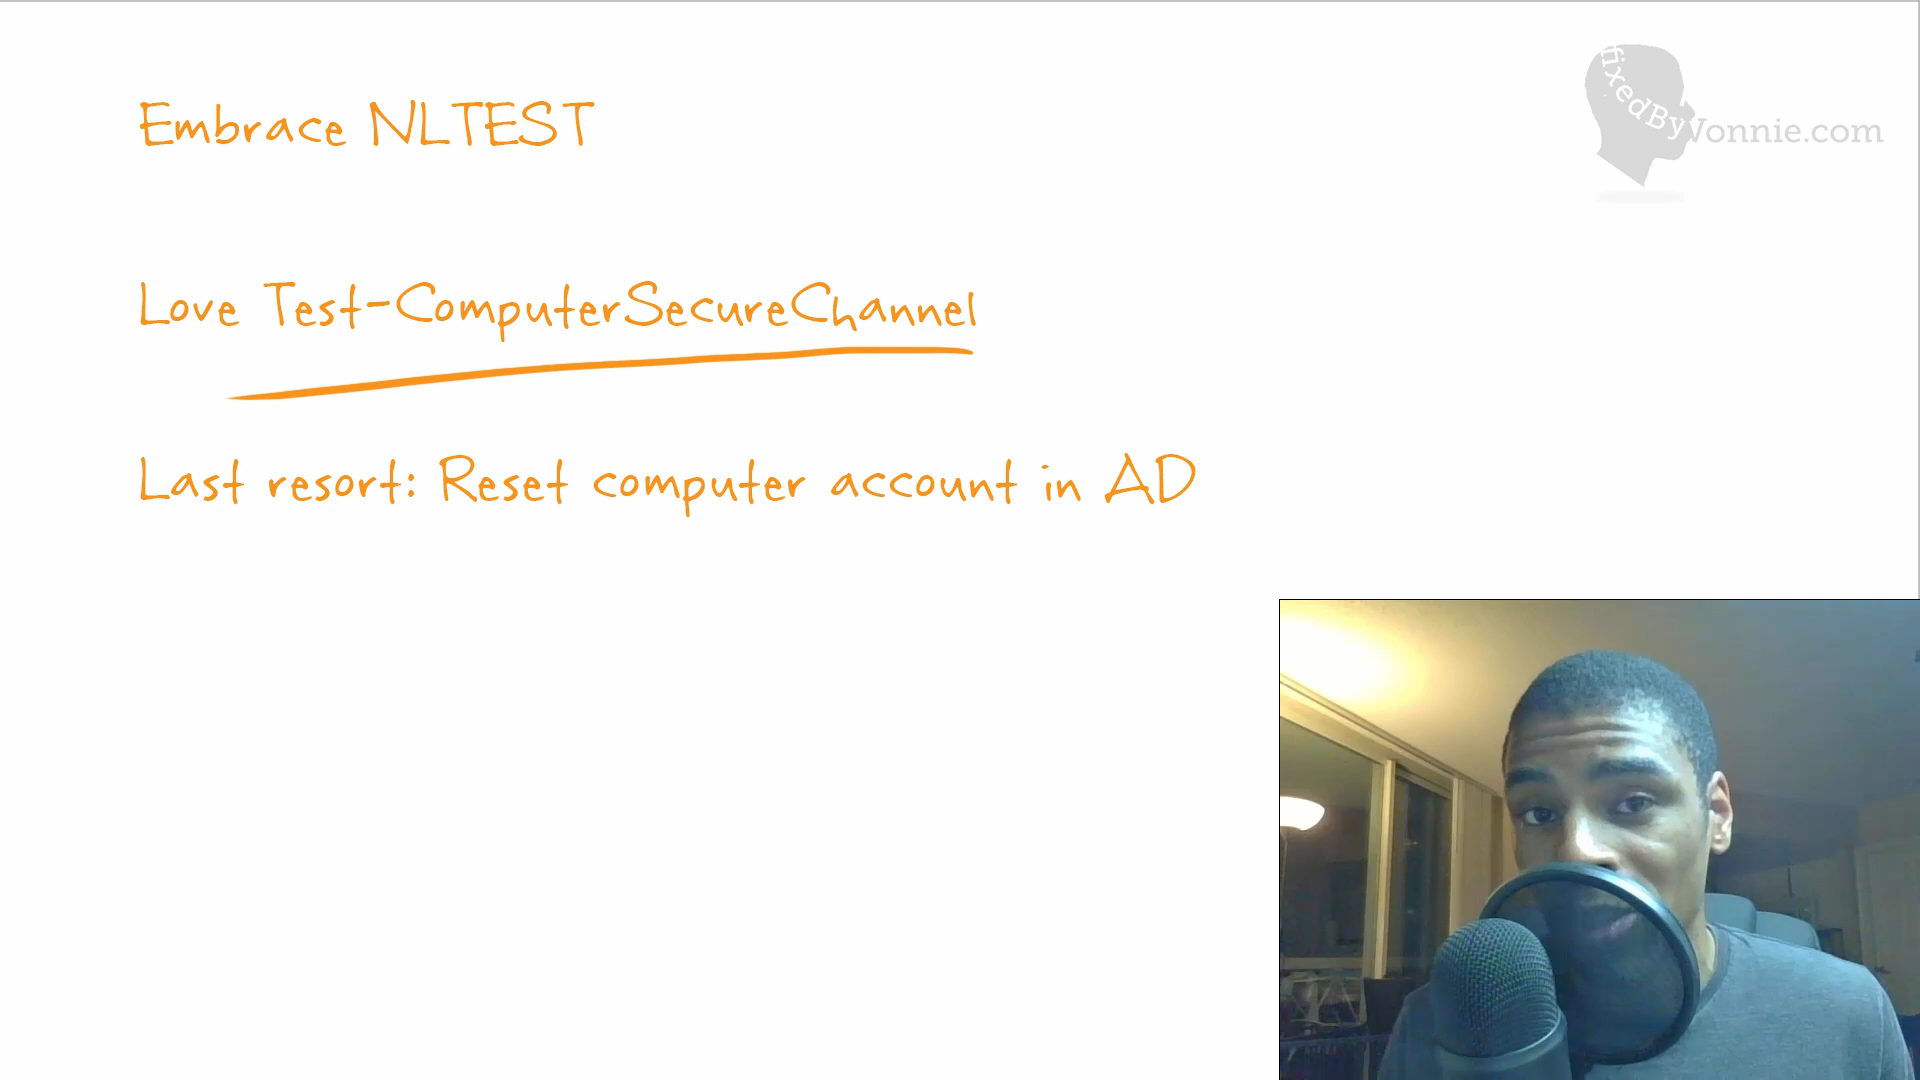 Embrace NLTEST
fixedByVonnie.com
Love Test-ComputerSecureChannel
Last resort: Reset computer account in AD